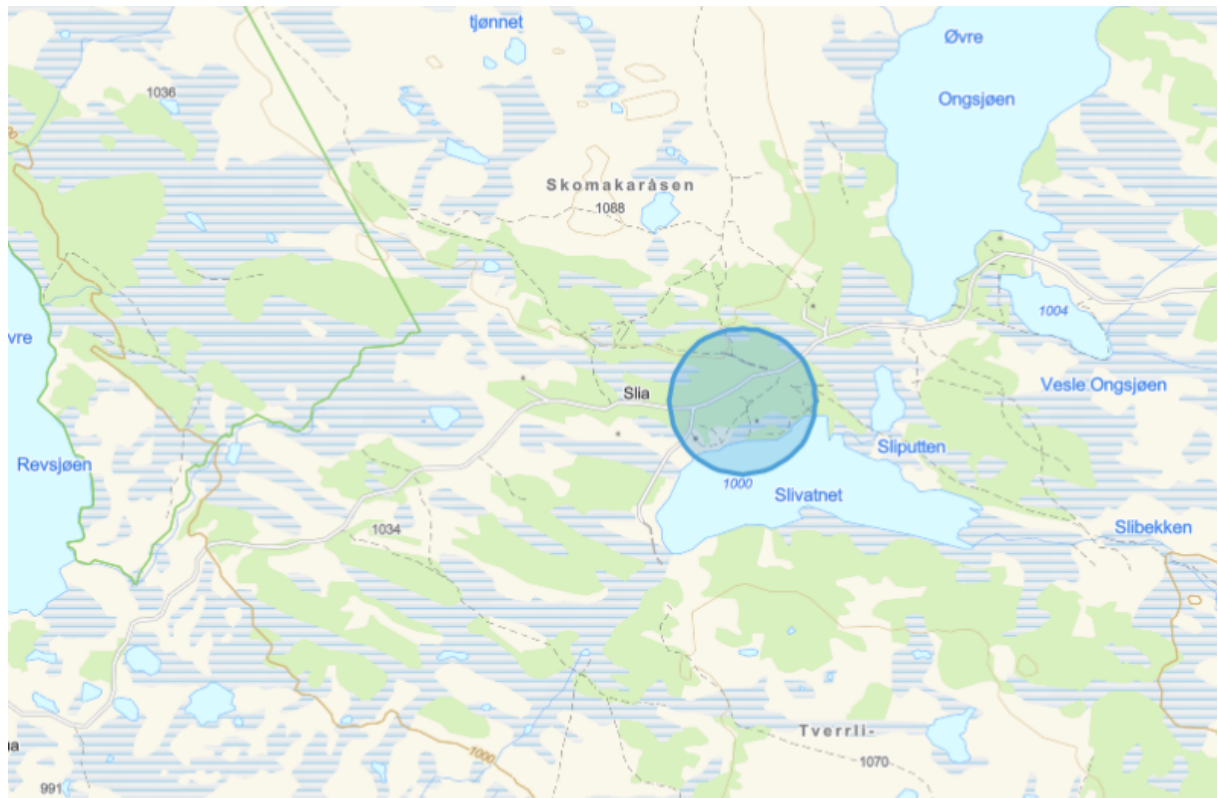 tjønnet
Øvre
Ongsjøen
1036
Skomakaråsen
1088
1004
vre
Slia
Vesle Ongsjøen
Sliputten
Revsjøen
1000
Slivatnet
1034
Slibekken
Tverrli-
1000
1070
991